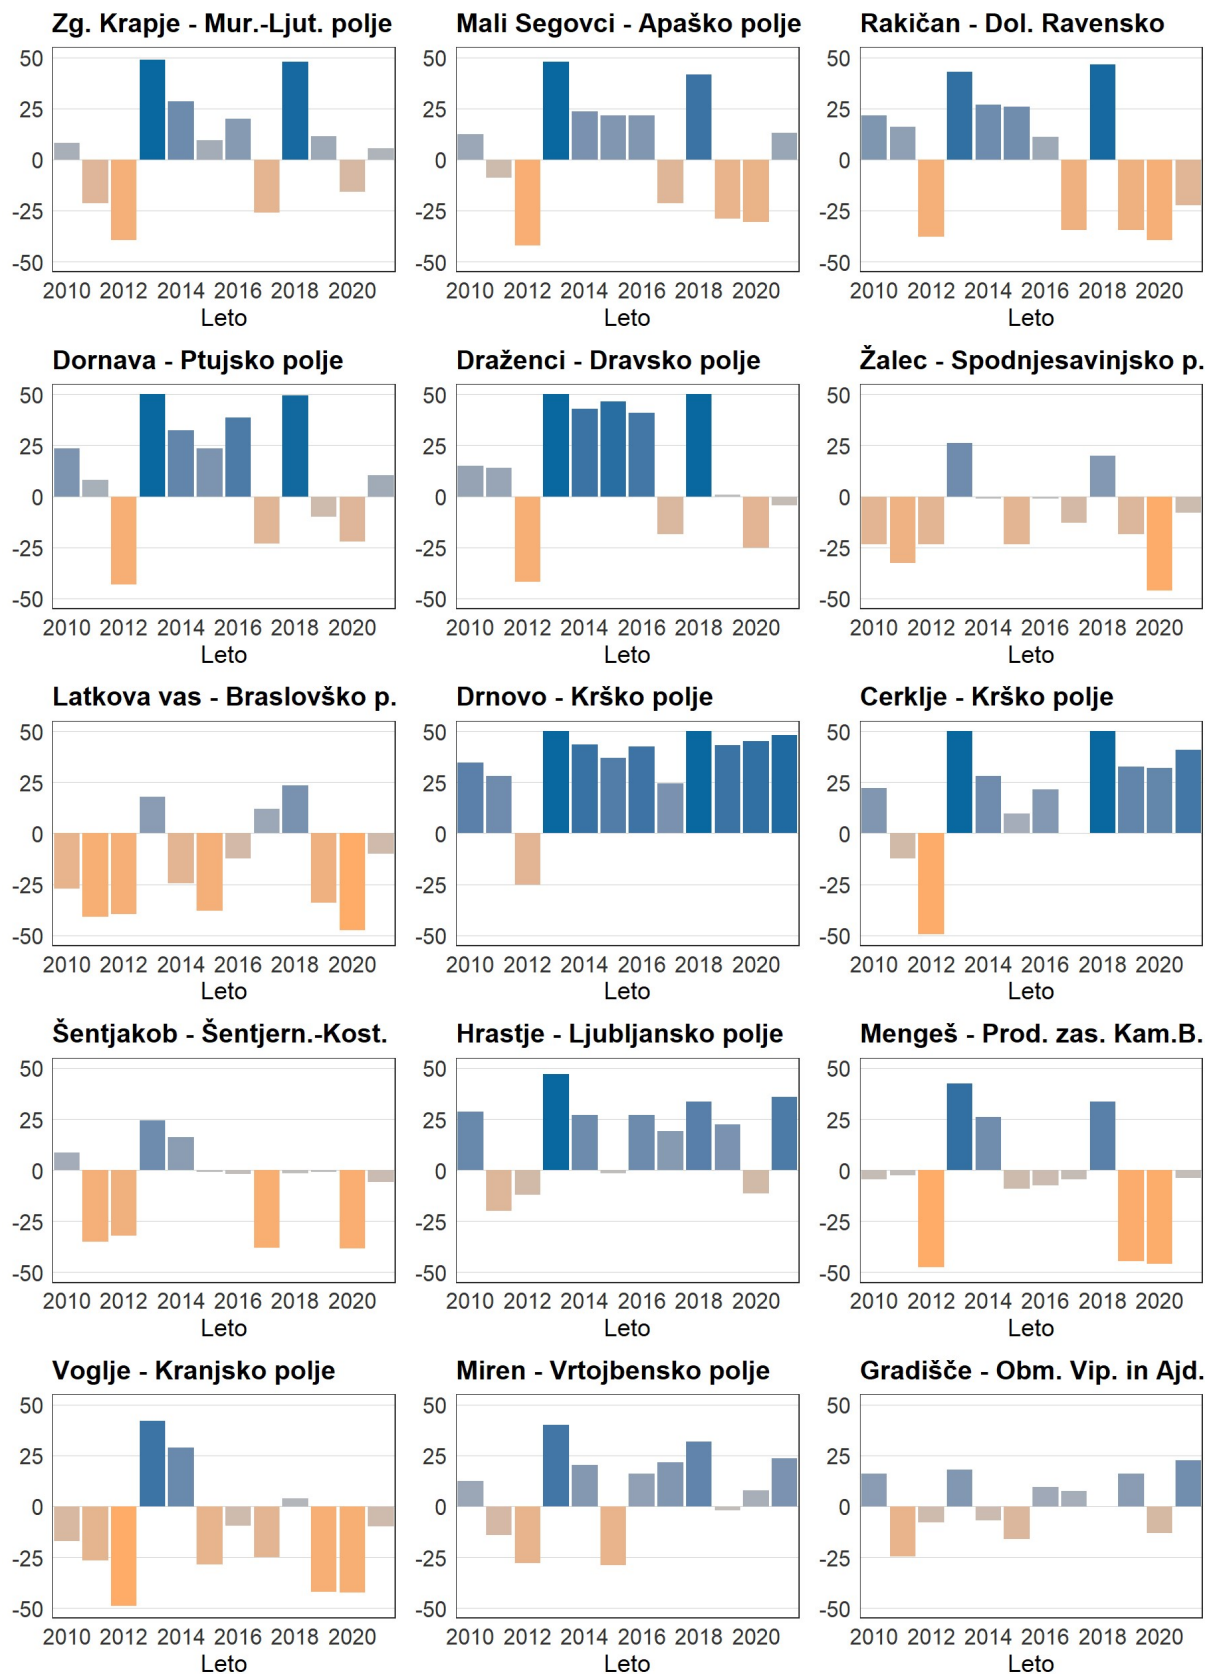 Zg. Krapje - Mur.-Ljut. polje
50
25
0
-25
-50
2010 2012 2014 2016 2018 2020
Leto
Mali Segovci - Apaško polje
50
25
0
-25
-50
2010 2012 2014 2016 2018 2020
Leto
Rakičan - Dol. Ravensko
50
25
0
-25
-50
2010 2012 2014 2016 2018 2020
Leto
Dornava - Ptujsko polje
50
25
0
-25
-50
2010 2012 2014 2016 2018 2020
Leto
Draženci - Dravsko polje
50
25
0
-25
-50
2010 2012 2014 2016 2018 2020
Leto
Žalec - Spodnjesavinjsko p.
50
25
0
-25
-50
2010 2012 2014 2016 2018 2020
Leto
Latkova vas - Braslovško p.
50
25
0
-25
-50
2010 2012 2014 2016 2018 2020
Leto
Drnovo - Krško polje
50
25
0
-25
-50
2010 2012 2014 2016 2018 2020
Leto
Cerklje - Krško polje
50
25
0
-25
-50
2010 2012 2014 2016 2018 2020
Leto
Šentjakob - Šentjern.-Kost.
50
25
0
-25
-50
2010 2012 2014 2016 2018 2020
Leto
Hrastje - Ljubljansko polje
50
25
0
-25
-50
2010 2012 2014 2016 2018 2020
Leto
Mengeš - Prod. zas. Kam.B.
50
25
0
-25
-50
2010 2012 2014 2016 2018 2020
Leto
Voglje - Kranjsko polje
50
25
0
-25
-50
2010 2012 2014 2016 2018 2020
Leto
Miren - Vrtojbensko polje
50
25
0
-25
-50
2010 2012 2014 2016 2018 2020
Leto
Gradišče - Obm. Vip. in Ajd.
50
25
0
-25
-50
2010 2012 2014 2016 2018 2020
Leto